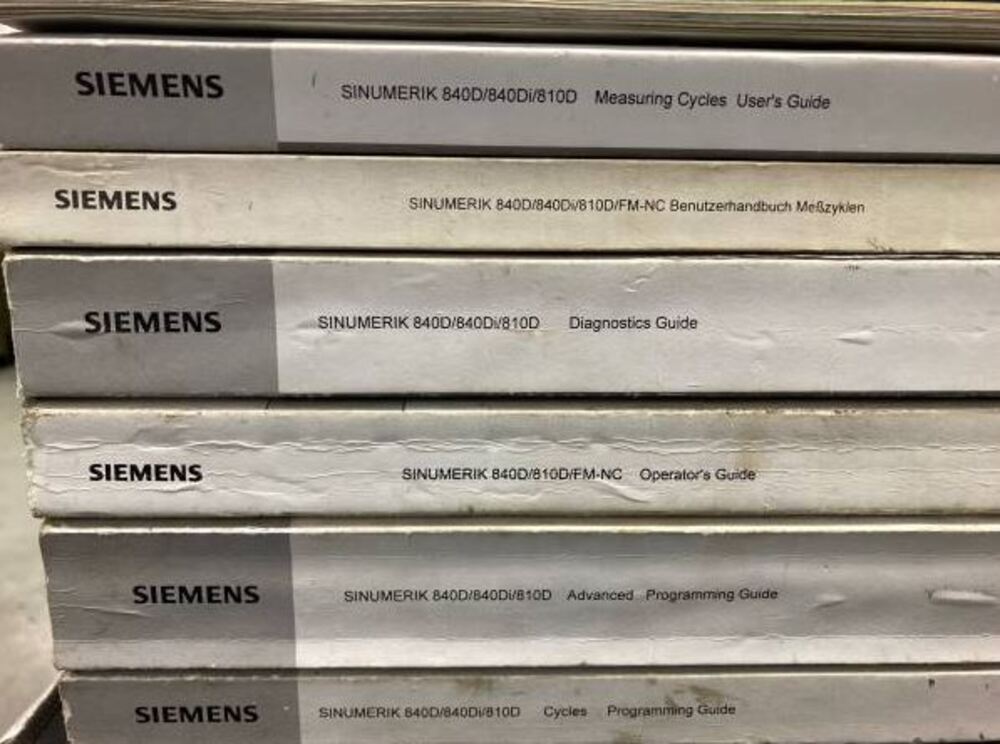 SIEMENS SINUMERIK 840D/840Di/810D Measuring Cycles User's Guide
SIEMENS SINUMERIK 840D/840Di/810D/FM-NC Benutzerhandbuch Meßzyklen
SIEMENS SINUMERIK 840D/840Di/810D Diagnostics Guide
SIEMENS SINUMERIK 840D/810D/FM-NC Operator's Guide
SIEMENS SINUMERIK 840D/840Di/810D Advanced Programming Guide
SIEMENS SINUMERIK 840D/840Di/810D Cycles Programming Guide